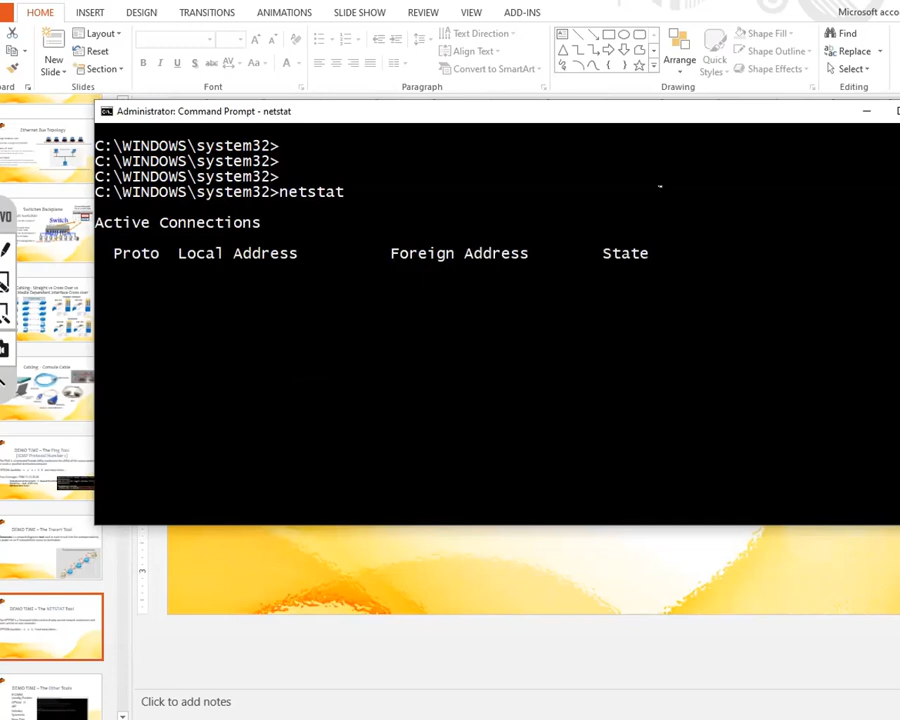 HOME INSERT DESIGN TRANSITIONS ANIMATIONS SLIDE SHOW REVIEW VIEW ADD-INS Microsoft acco
New
Slide
Layout
Reset
Section
Slides
B I U S abc AV Aa A
Font
Text Direction
Align Text
Convert to SmartArt
Paragraph
Arrange
Quick
Styles
Shape Fill
Shape Outline
Shape Effects
Drawing
Find
Replace
Select
Editing
Administrator: Command Prompt - netstat
C:\WINDOWS\system32>
C:\WINDOWS\system32>
C:\WINDOWS\system32>
C:\WINDOWS\system32>netstat
Active Connections
Proto Local Address Foreign Address State
Ethernet Bus Topology
Switches Backplane
Switch
Cabling - Console Cable
DEMO TIME – The Ping Tool
DEMO TIME – The Tracert Tool
DEMO TIME – The NETSTAT Tool
DEMO TIME – The Other Tools
Click to add notes